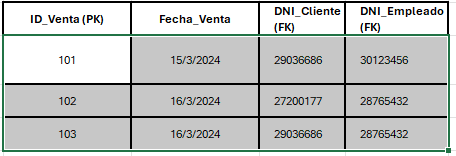 ID_Venta (PK) Fecha_Venta DNI_Cliente (FK) DNI_Empleado (FK)
101 15/3/2024 29036686 30123456
102 16/3/2024 27200177 28765432
103 16/3/2024 29036686 28765432